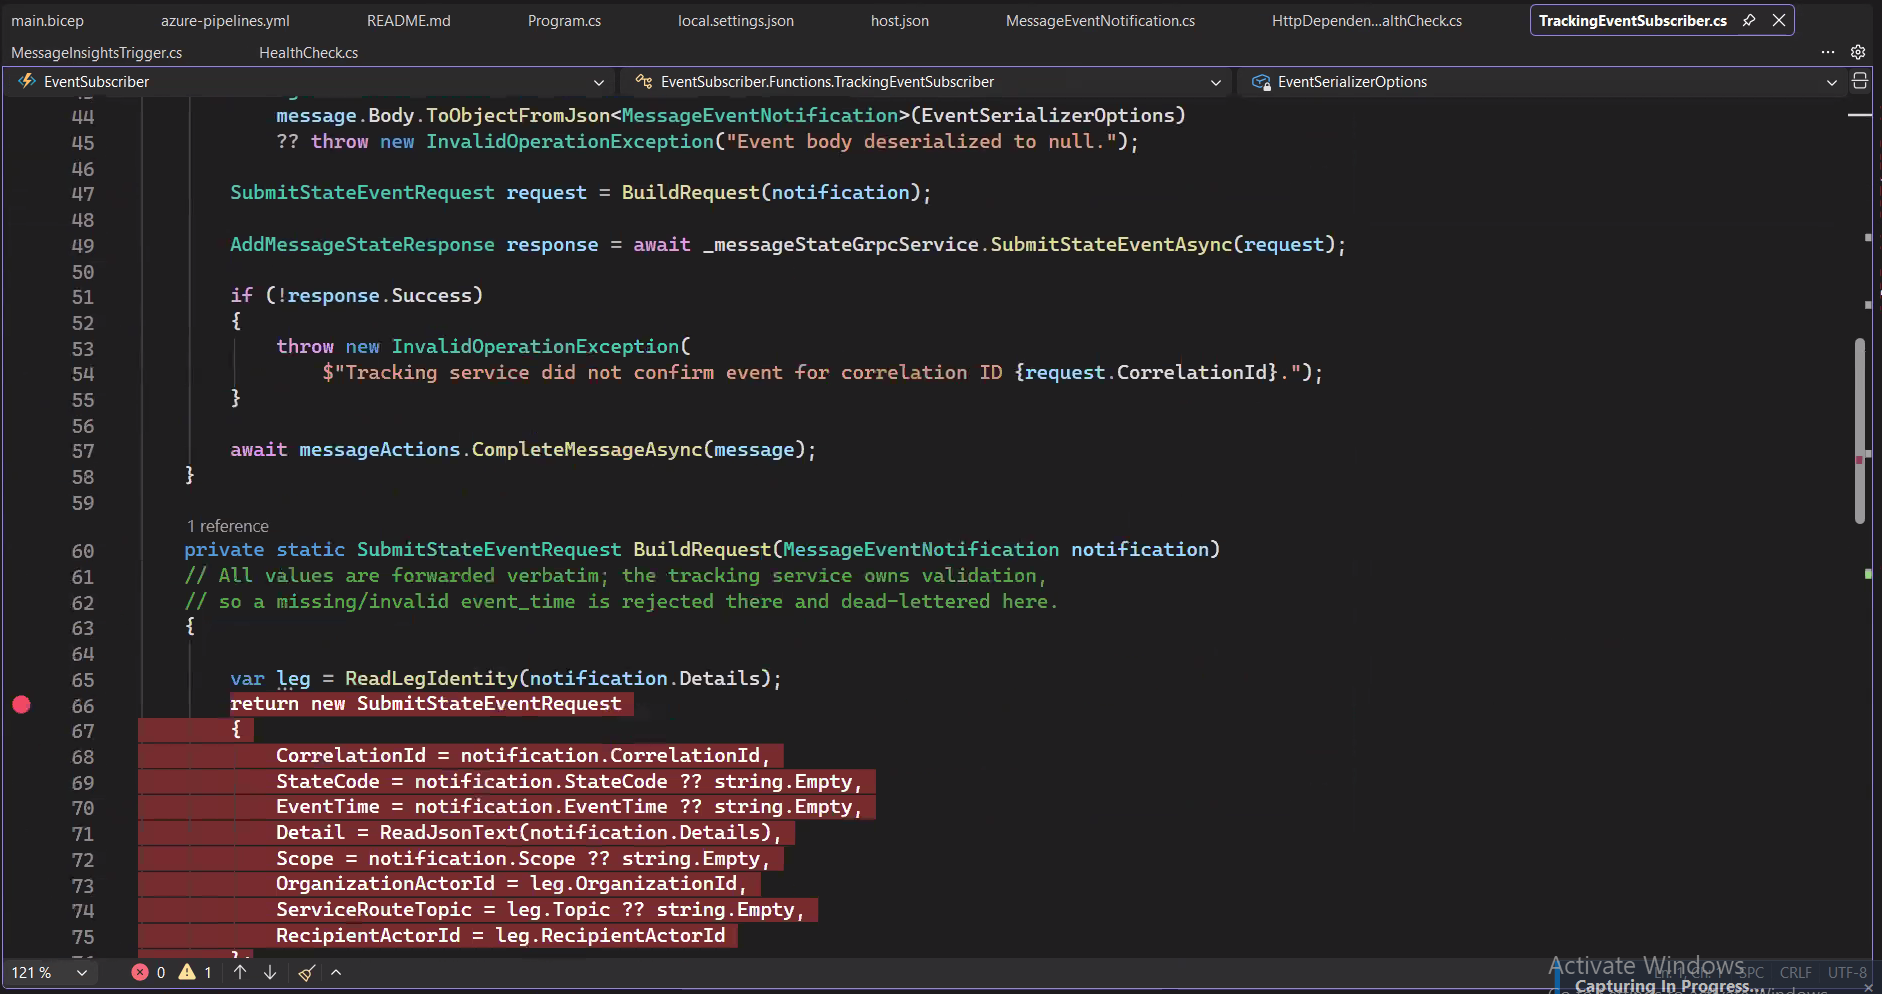 main.bicep azure-pipelines.yml README.md Program.cs local.settings.json host.json MessageEventNotification.cs HttpDependen...althCheck.cs TrackingEventSubscriber.cs
MessageInsightsTrigger.cs HealthCheck.cs
EventSubscriber EventSubscriber.Functions.TrackingEventSubscriber EventSerializerOptions
44 message.Body.ToObjectFromJson<MessageEventNotification>(EventSerializerOptions)
45 ?? throw new InvalidOperationException("Event body deserialized to null.");
46
47 SubmitStateEventRequest request = BuildRequest(notification);
48
49 AddMessageStateResponse response = await _messageStateGrpcService.SubmitStateEventAsync(request);
50
51 if (!response.Success)
52 {
53 throw new InvalidOperationException(
54 $"Tracking service did not confirm event for correlation ID {request.CorrelationId}.");
55 }
56
57 await messageActions.CompleteMessageAsync(message);
58 }
59
1 reference
60 private static SubmitStateEventRequest BuildRequest(MessageEventNotification notification)
61 // All values are forwarded verbatim; the tracking service owns validation,
62 // so a missing/invalid event_time is rejected there and dead-lettered here.
63 {
64
65 var leg = ReadLegIdentity(notification.Details);
66 return new SubmitStateEventRequest
67 {
68 CorrelationId = notification.CorrelationId,
69 StateCode = notification.StateCode ?? string.Empty,
70 EventTime = notification.EventTime ?? string.Empty,
71 Detail = ReadJsonText(notification.Details),
72 Scope = notification.Scope ?? string.Empty,
73 OrganizationActorId = leg.OrganizationId,
74 ServiceRouteTopic = leg.Topic ?? string.Empty,
75 RecipientActorId = leg.RecipientActorId
121 % 0 1 SPC CRLF UTF-8
Activate Windows
Capturing In Progress...